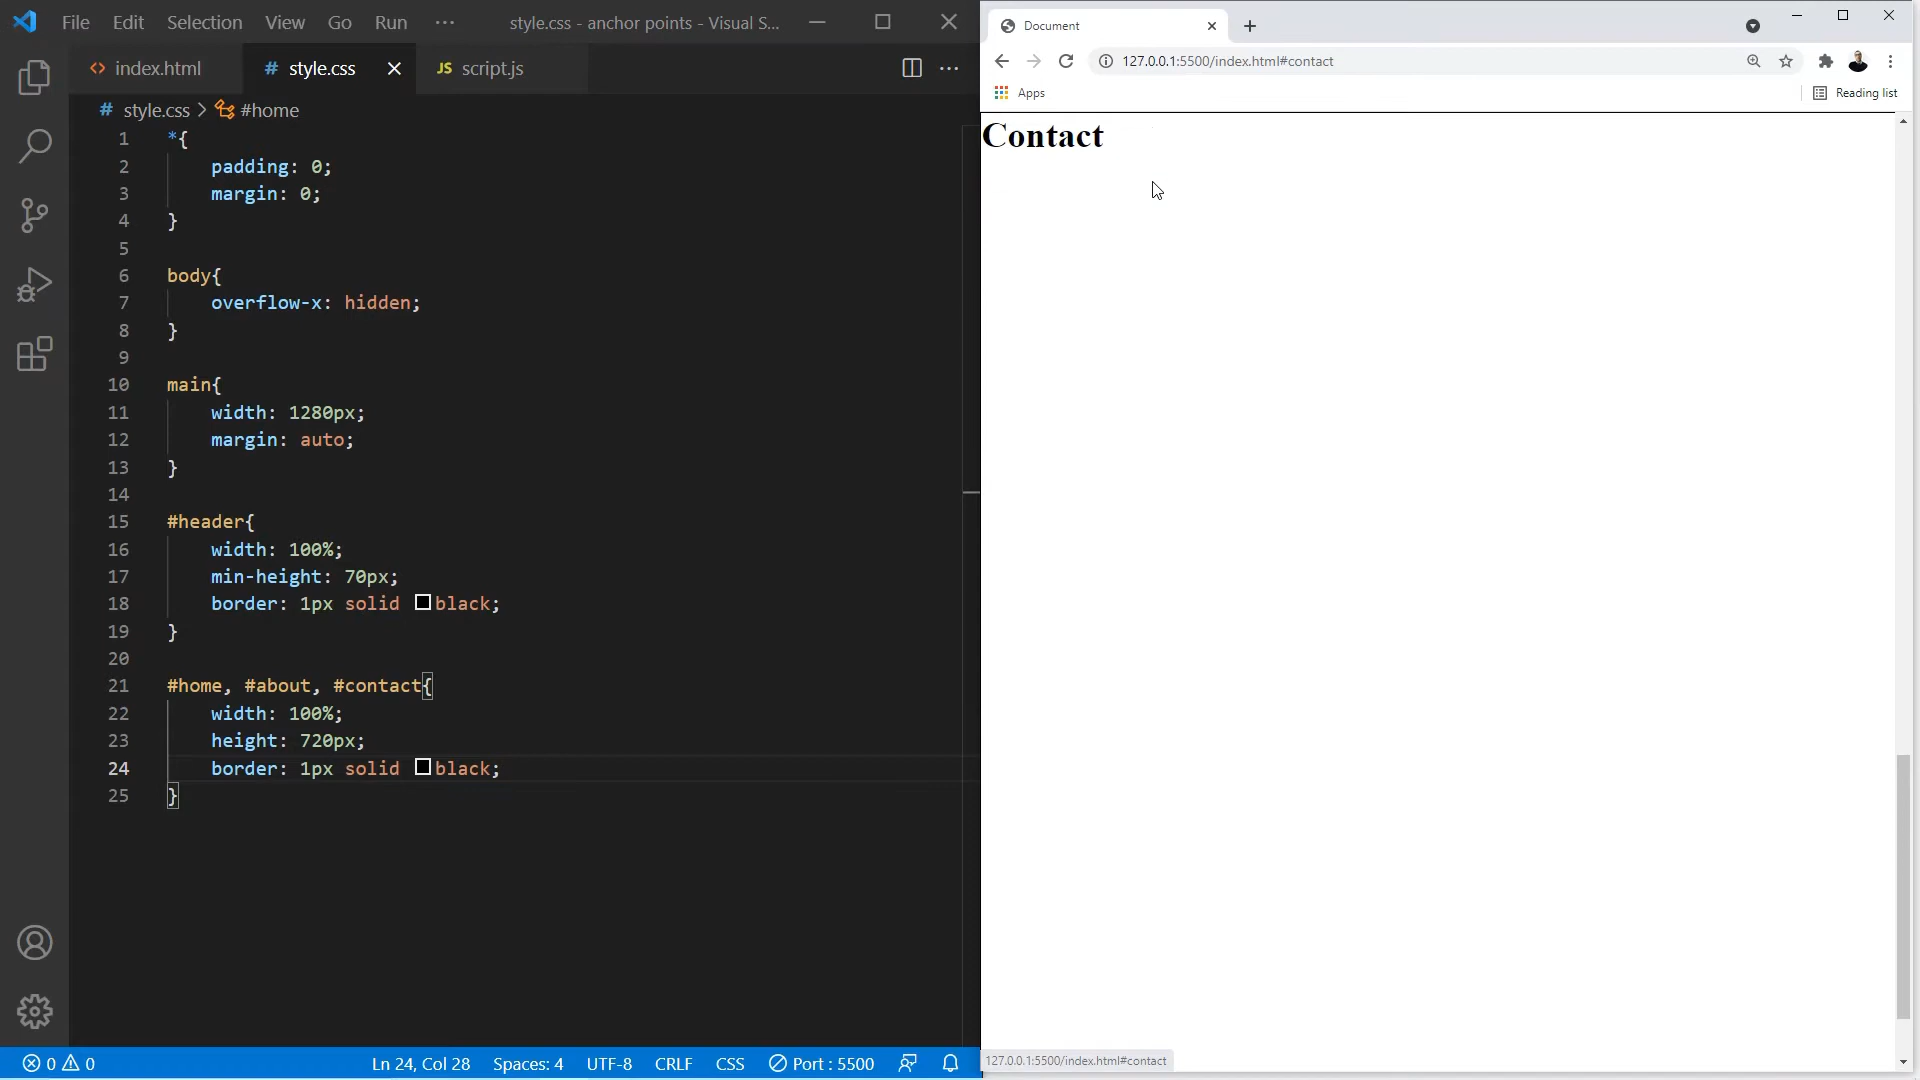 File Edit Selection View Go Run ··· style.css - anchor points - Visual S...
index.html # style.css JS script.js
# style.css > #home
1 *{
2 padding: 0;
3 margin: 0;
4 }
5
6 body{
7 overflow-x: hidden;
8 }
9
10 main{
11 width: 1280px;
12 margin: auto;
13 }
14
15 #header{
16 width: 100%;
17 min-height: 70px;
18 border: 1px solid black;
19 }
20
21 #home, #about, #contact{
22 width: 100%;
23 height: 720px;
24 border: 1px solid black;
25 }
0 0 Ln 24, Col 28 Spaces: 4 UTF-8 CRLF CSS Port : 5500
Document
127.0.0.1:5500/index.html#contact
Apps Reading list
Contact
127.0.0.1:5500/index.html#contact